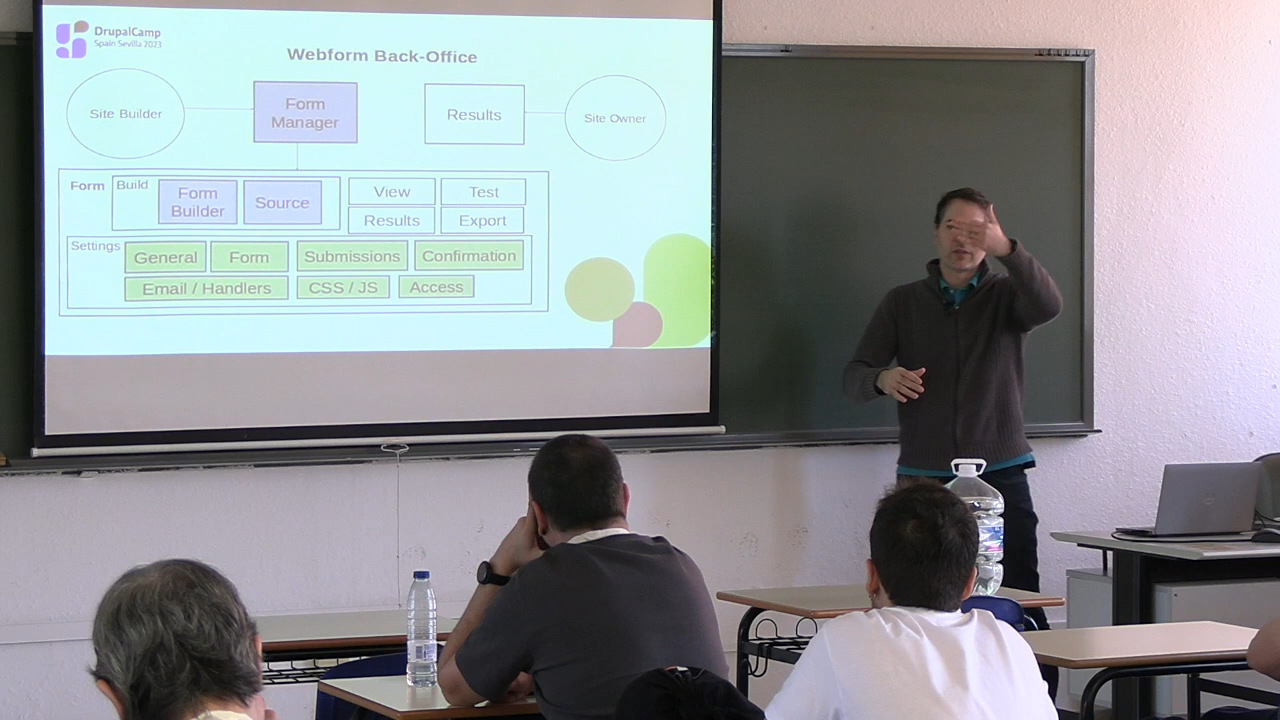 DrupalCamp
Spain Sevilla 2023
Webform Back-Office
Site Builder
Form
Manager
Results
Site Owner
Form
Build
Form
Builder
Source
View
Test
Results
Export
Settings
General
Form
Submissions
Confirmation
Email / Handlers
CSS / JS
Access